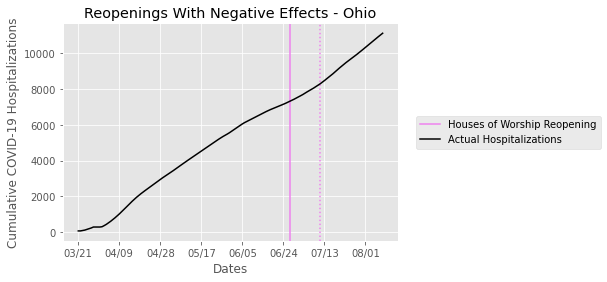 Reopenings With Negative Effects - Ohio
Cumulative COVID-19 Hospitalizations
10000
8000
6000
4000
2000
0
03/21 04/09 04/28 05/17 06/05 06/24 07/13 08/01
Dates
Houses of Worship Reopening
Actual Hospitalizations